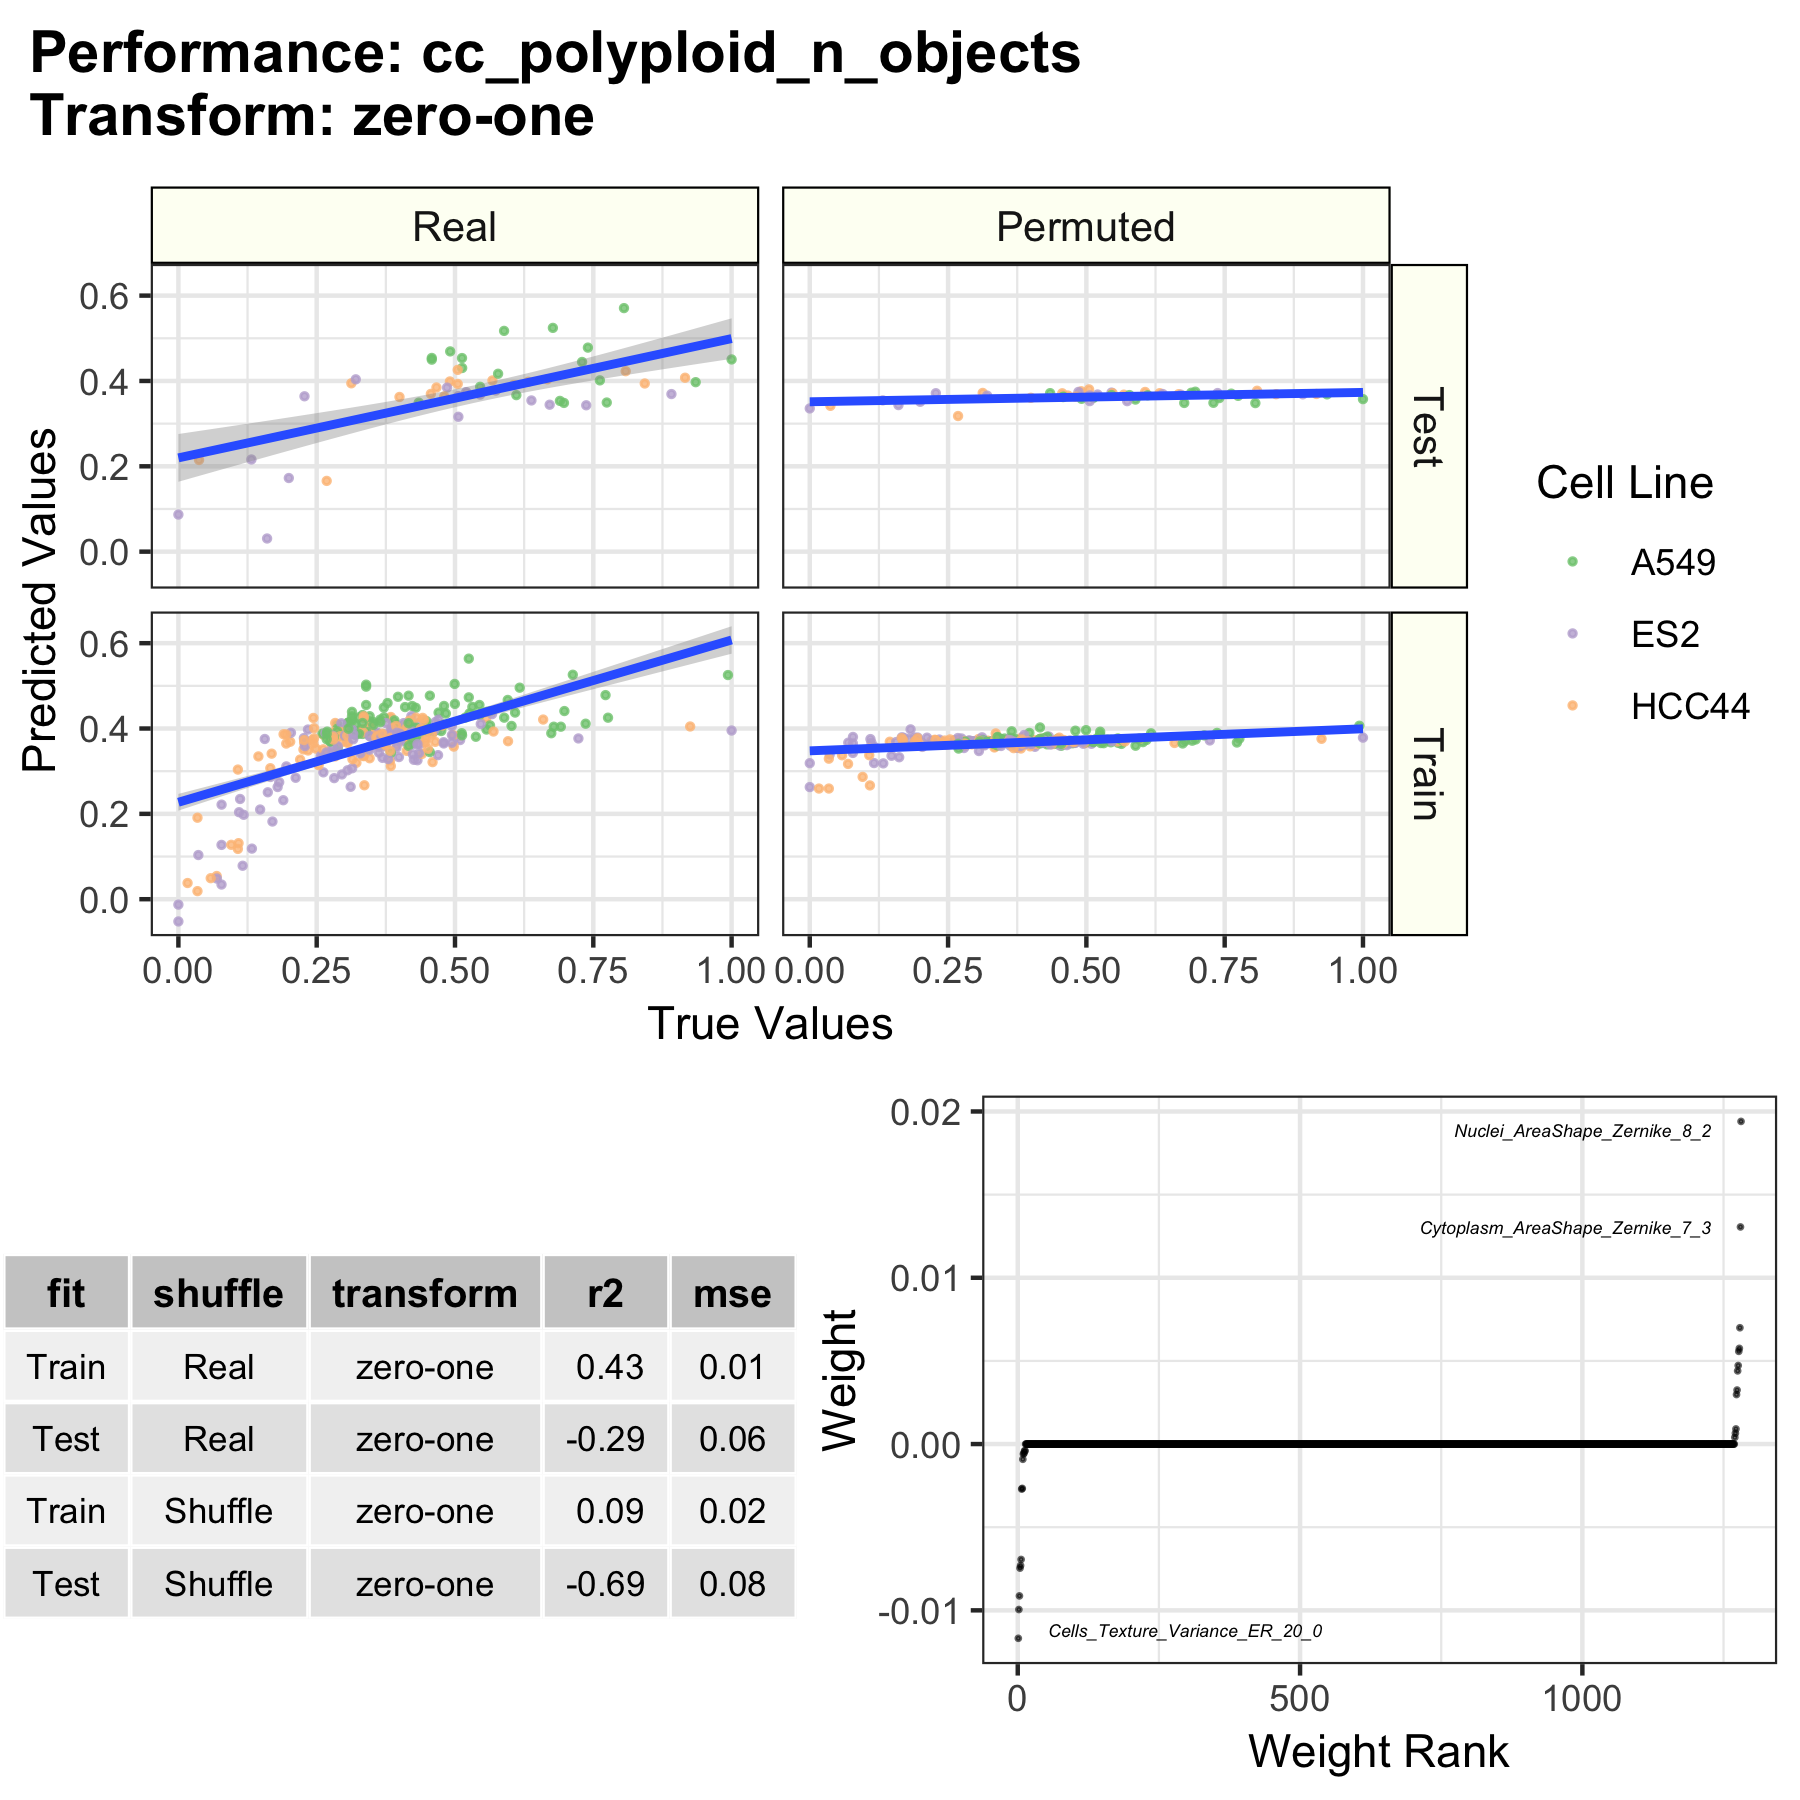 Performance: cc_polyploid_n_objects
Transform: zero-one
Real
Permuted
0.6
0.4
0.2
0.0
Test
0.6
0.4
0.2
0.0
Train
Predicted Values
0.00 0.25 0.50 0.75 1.00
0.00 0.25 0.50 0.75 1.00
True Values
Cell Line
A549
ES2
HCC44
fit shuffle transform r2 mse
Train Real zero-one 0.43 0.01
Test Real zero-one -0.29 0.06
Train Shuffle zero-one 0.09 0.02
Test Shuffle zero-one -0.69 0.08
0.02
0.01
0.00
-0.01
Weight
Nuclei_AreaShape_Zernike_8_2
Cytoplasm_AreaShape_Zernike_7_3
Cells_Texture_Variance_ER_20_0
0 500 1000
Weight Rank